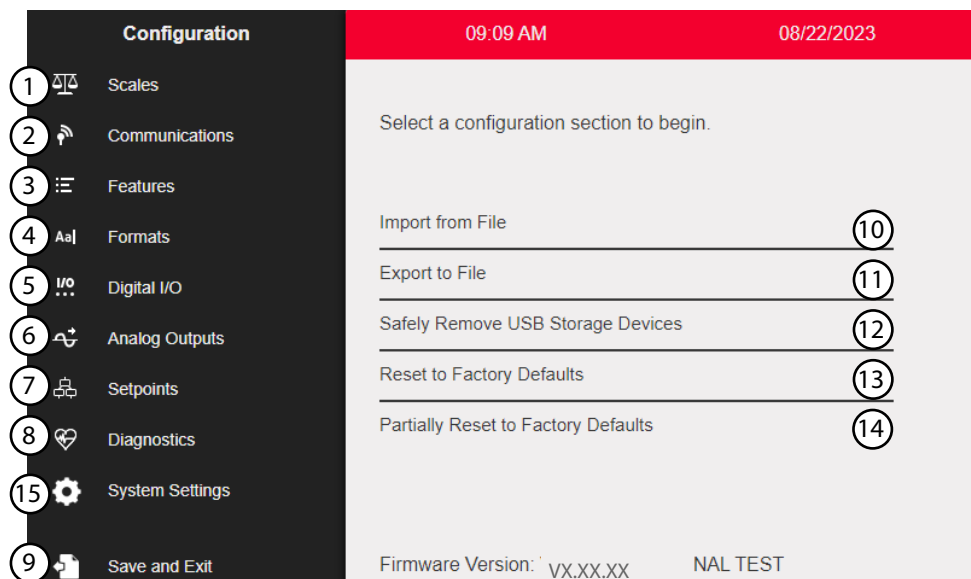 Configuration 09:09 AM 08/22/2023
1 Scales
2 Communications
Select a configuration section to begin.
3 Features
4 Aa Formats
Import from File 10
5 I/O Digital I/O
Export to File 11
6 Analog Outputs
Safely Remove USB Storage Devices 12
7 Setpoints
Reset to Factory Defaults 13
8 Diagnostics
Partially Reset to Factory Defaults 14
15 System Settings
9 Save and Exit
Firmware Version: VX.XX.XX NAL TEST